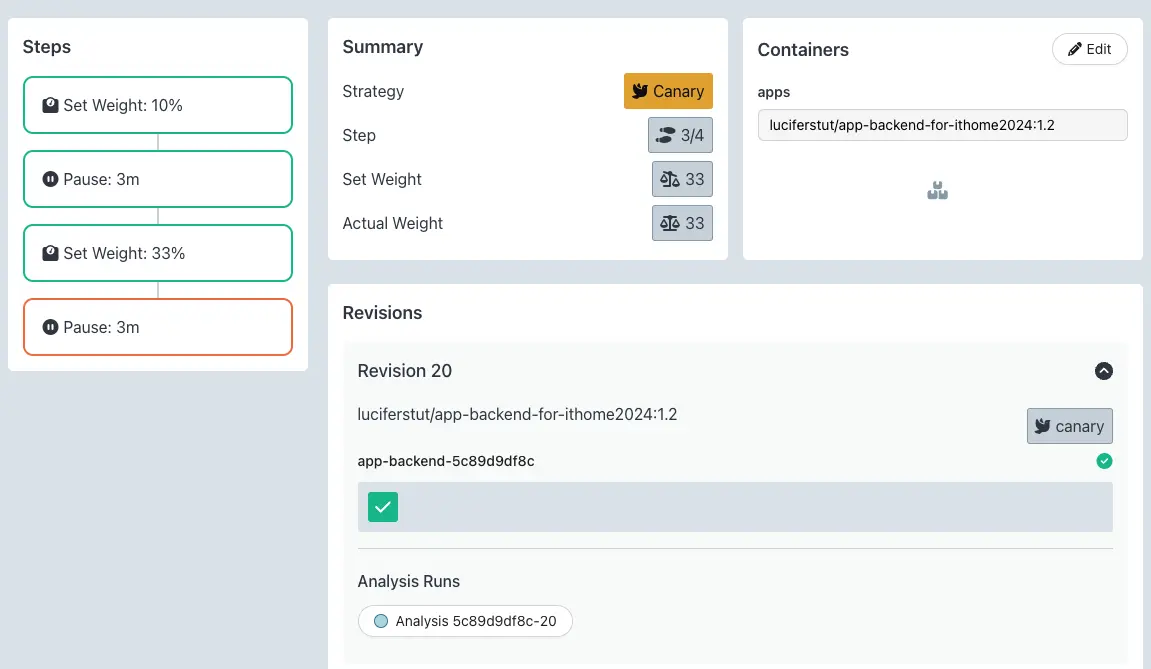 Steps
Set Weight: 10%
Pause: 3m
Set Weight: 33%
Pause: 3m
Summary
Strategy
Canary
Step
3/4
Set Weight
33
Actual Weight
33
Containers
Edit
apps
luciferstut/app-backend-for-ithome2024:1.2
Revisions
Revision 20
luciferstut/app-backend-for-ithome2024:1.2
canary
app-backend-5c89d9df8c
Analysis Runs
Analysis 5c89d9df8c-20